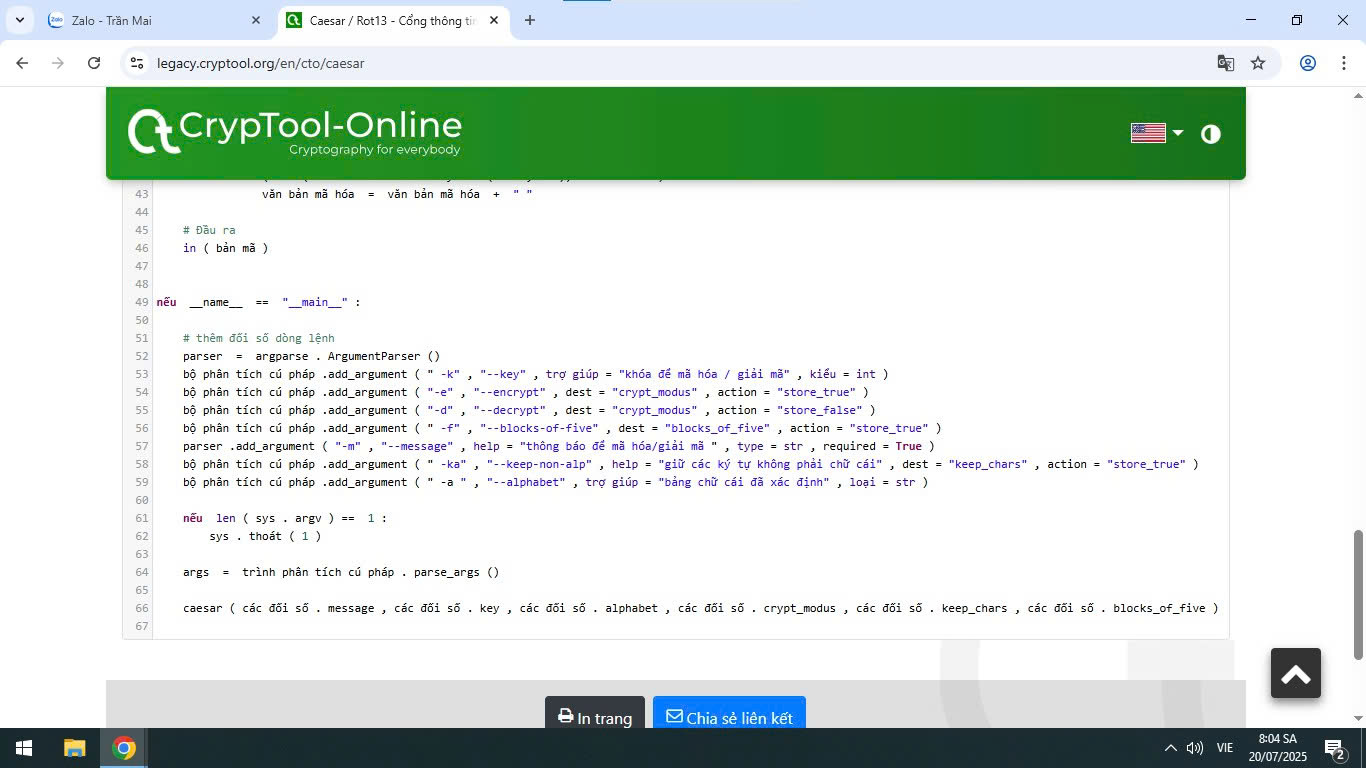 Zalo - Trần Mai
Caesar / Rot13 - Cổng thông tin
legacy.cryptool.org/en/cto/caesar
CrypTool-Online
Cryptography for everybody
43 văn bản mã hóa = văn bản mã hóa + " "
44
45 # Đầu ra
46 in ( bản mã )
47
48
49 nếu __name__ == "__main__" :
50
51 # thêm đối số dòng lệnh
52 parser = argparse . ArgumentParser ()
53 bộ phân tích cú pháp .add_argument ( " -k" , "--key" , trợ giúp = "khóa để mã hóa / giải mã" , kiểu = int )
54 bộ phân tích cú pháp .add_argument ( "-e" , "--encrypt" , dest = "crypt_modus" , action = "store_true" )
55 bộ phân tích cú pháp .add_argument ( "-d" , "--decrypt" , dest = "crypt_modus" , action = "store_false" )
56 bộ phân tích cú pháp .add_argument ( " -f" , "--blocks-of-five" , dest = "blocks_of_five" , action = "store_true" )
57 parser .add_argument ( "-m" , "--message" , help = "thông báo để mã hóa/giải mã " , type = str , required = True )
58 bộ phân tích cú pháp .add_argument ( " -ka" , "--keep-non-alp" , help = "giữ các ký tự không phải chữ cái" , dest = "keep_chars" , action = "store_true" )
59 bộ phân tích cú pháp .add_argument ( " -a " , "--alphabet" , trợ giúp = "bảng chữ cái đã xác định" , loại = str )
60
61 nếu len ( sys . argv ) == 1 :
62 sys . thoát ( 1 )
63
64 args = trình phân tích cú pháp . parse_args ()
65
66 caesar ( các đối số . message , các đối số . key , các đối số . alphabet , các đối số . crypt_modus , các đối số . keep_chars , các đối số . blocks_of_five )
67
In trang
Chia sẻ liên kết
VIE
8:04 SA
20/07/2025
2